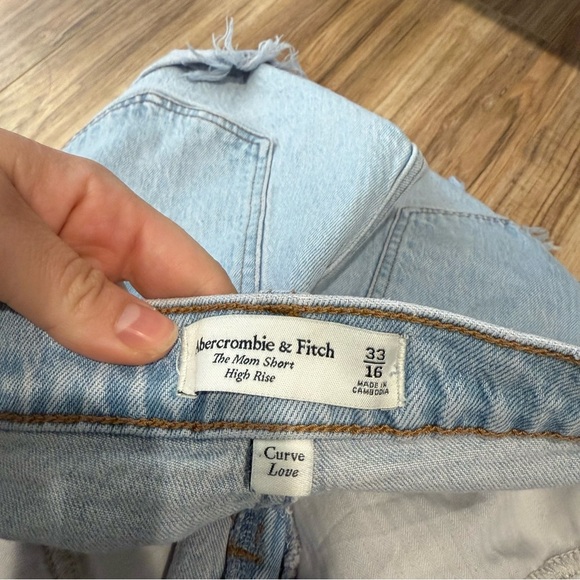 Abercrombie & Fitch
The Mom Short
High Rise
33
16
MADE IN
CAMBODIA
Curve
Love